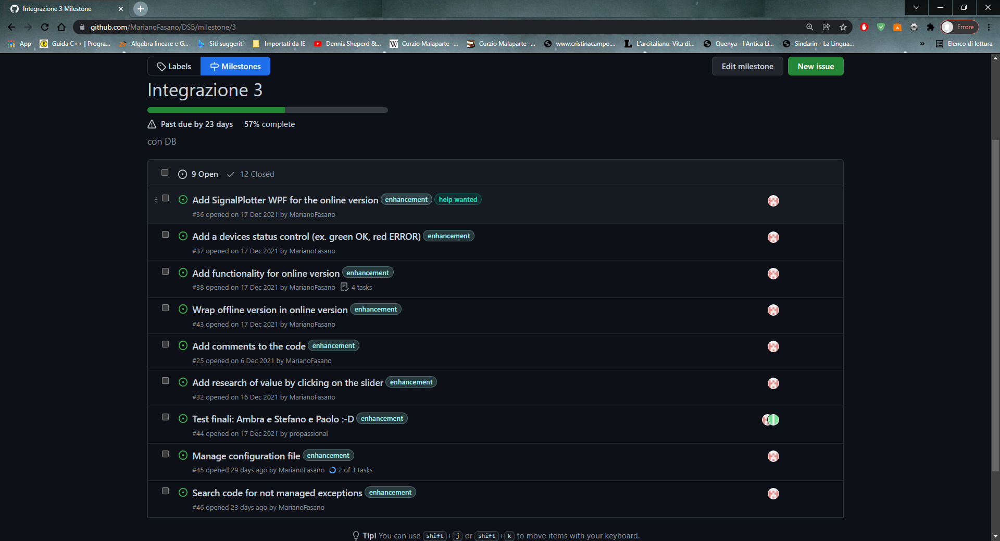 Integrazione 3 Milestone
github.com/MarianoFasano/DSB/milestone/3
Errore
App
Guida C++ | Progra...
Algebra lineare e G...
Siti suggeriti
Importati da IE
Dennis Sheperd &...
Curzio Malaparte -...
Curzio Malaparte -...
www.cristinacampo....
L'arcitaliano. Vita di...
Quenya - l'Antica Li...
Sindarin - La Lingua...
»
Elenco di lettura
Labels
Milestones
Edit milestone
New issue
Integrazione 3
Past due by 23 days 57% complete
con DB
9 Open 12 Closed
Add SignalPlotter WPF for the online version enhancement help wanted
#36 opened on 17 Dec 2021 by MarianoFasano
Add a devices status control (ex. green OK, red ERROR) enhancement
#37 opened on 17 Dec 2021 by MarianoFasano
Add functionality for online version enhancement
#38 opened on 17 Dec 2021 by MarianoFasano 4 tasks
Wrap offline version in online version enhancement
#43 opened on 17 Dec 2021 by MarianoFasano
Add comments to the code enhancement
#25 opened on 6 Dec 2021 by MarianoFasano
Add research of value by clicking on the slider enhancement
#32 opened on 16 Dec 2021 by MarianoFasano
Test finali: Ambra e Stefano e Paolo :-D enhancement
#44 opened on 17 Dec 2021 by propassional
Manage configuration file enhancement
#45 opened 29 days ago by MarianoFasano 2 of 3 tasks
Search code for not managed exceptions enhancement
#46 opened 23 days ago by MarianoFasano
Tip! You can use shift + j or shift + k to move items with your keyboard.